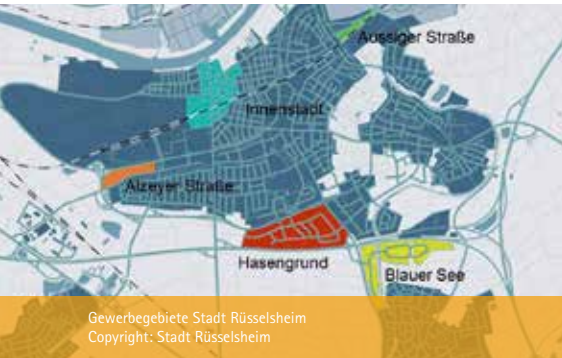 Aussiger Straße
Innenstadt
Alzeyer Straße
Hasengrund
Blauer See
Gewerbegebiete Stadt Rüsselsheim
Copyright: Stadt Rüsselsheim